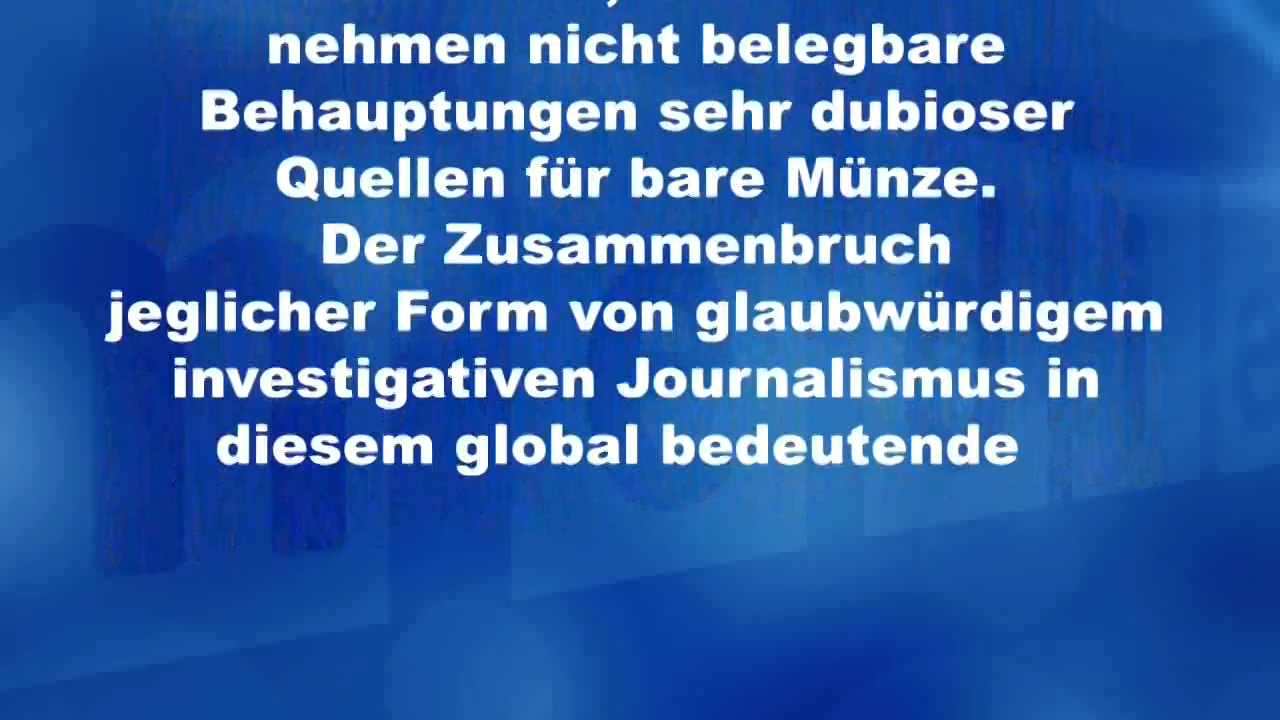 nehmen nicht belegbare
Behauptungen sehr dubioser
Quellen für bare Münze.
Der Zusammenbruch
jeglicher Form von glaubwürdigem
investigativen Journalismus in
diesem global bedeutende